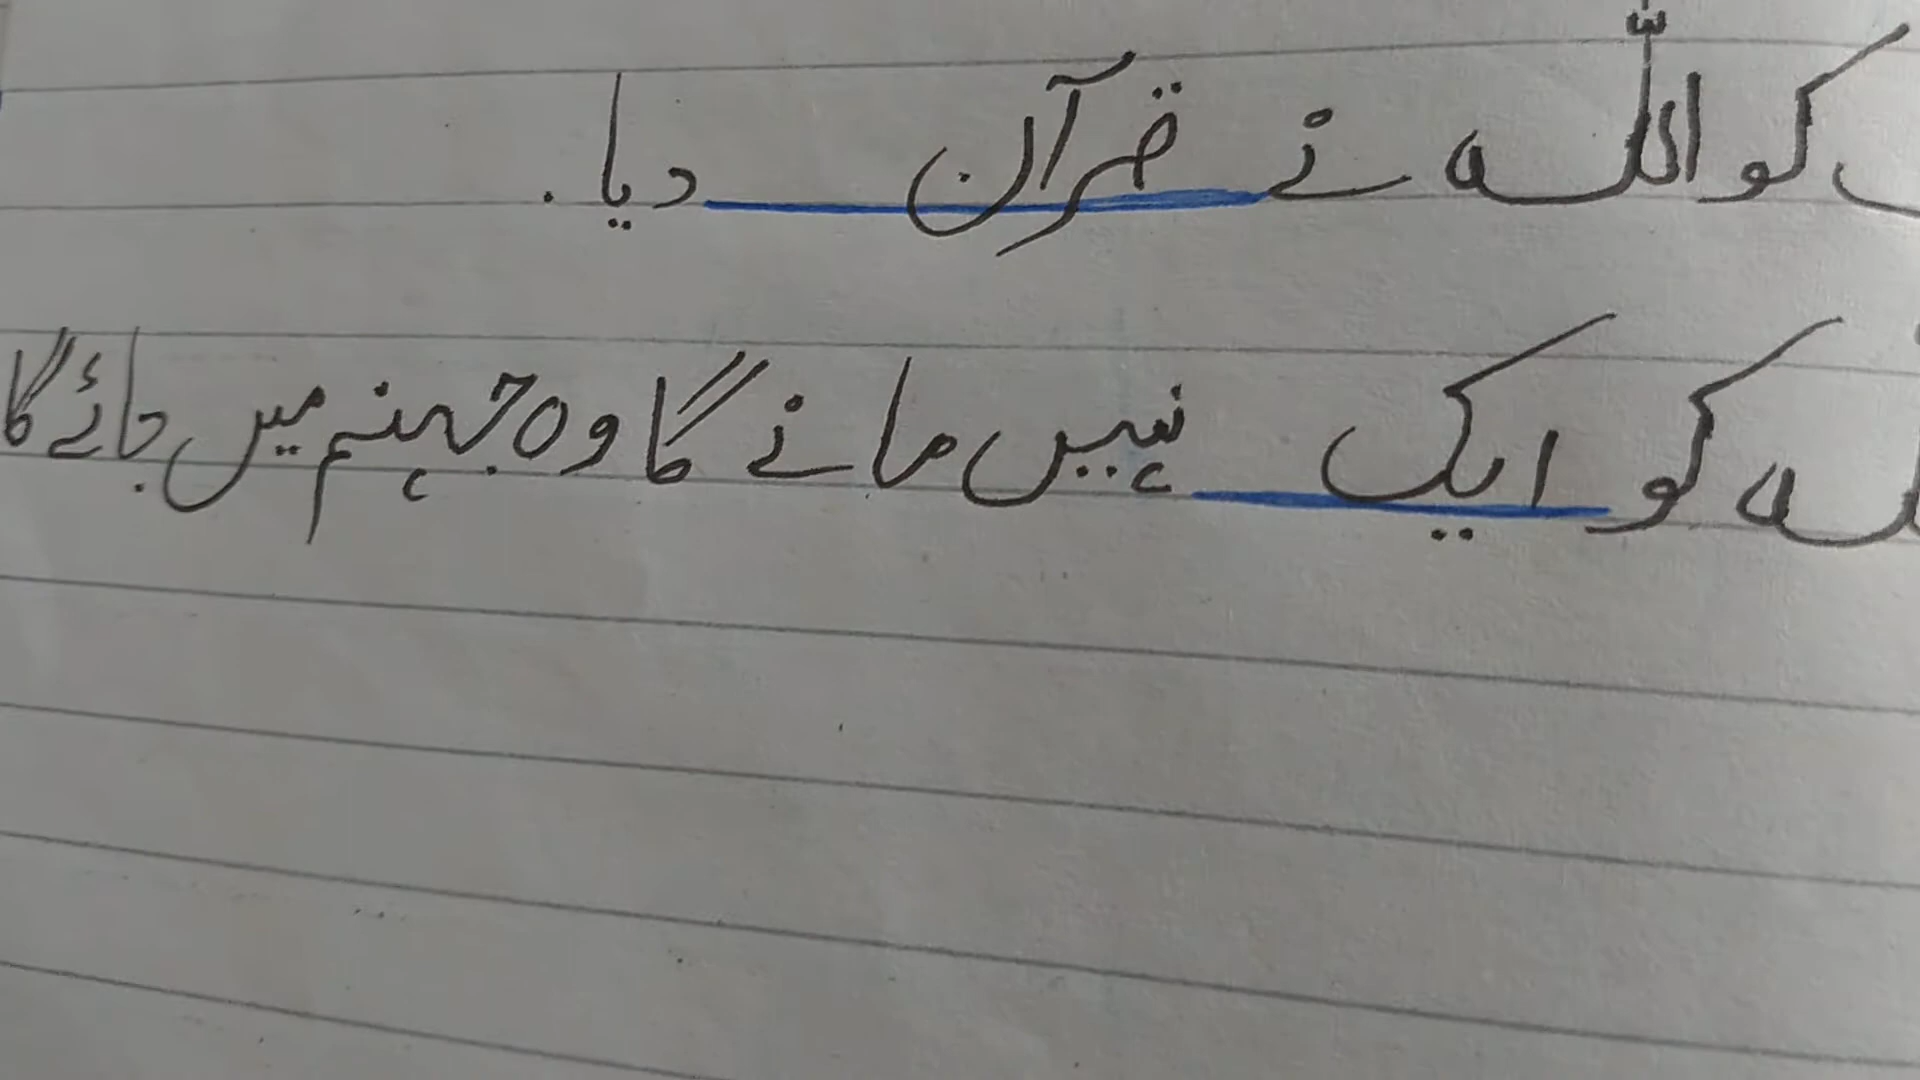 کو اللہ نے قرآن دیا.
کو ایک نہیں مانے گا وہ جہنم میں جائے گا